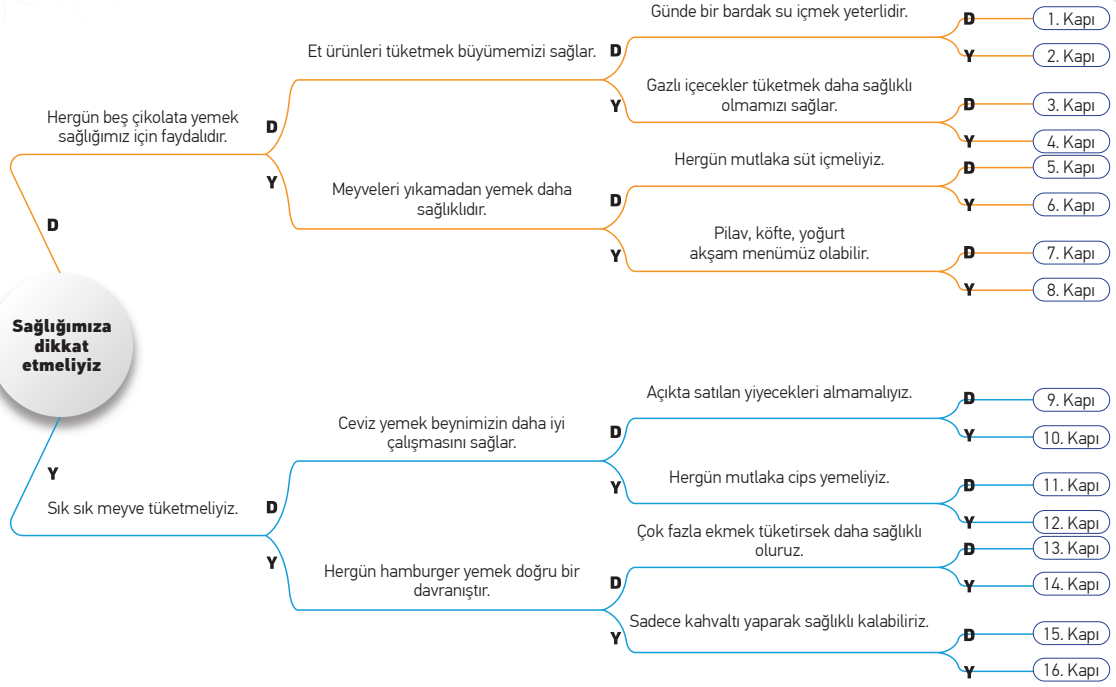 Günde bir bardak su içmek yeterlidir.
D
1. Kapı
Et ürünleri tüketmek büyümemizi sağlar.
D
Y
2. Kapı
Y
Gazlı içecekler tüketmek daha sağlıklı
olmamızı sağlar.
D
3. Kapı
Hergün beş çikolata yemek
sağlığımız için faydalıdır.
D
Y
4. Kapı
Y
Hergün mutlaka süt içmeliyiz.
D
5. Kapı
Meyveleri yıkamadan yemek daha
sağlıklıdır.
D
Y
6. Kapı
D
Y
Pilav, köfte, yoğurt
akşam menümüz olabilir.
D
7. Kapı
Y
8. Kapı
Sağlığımıza
dikkat
etmeliyiz
Açıkta satılan yiyecekleri almamalıyız.
D
9. Kapı
Ceviz yemek beynimizin daha iyi
çalışmasını sağlar.
D
Y
10. Kapı
Y
Y
Hergün mutlaka cips yemeliyiz.
D
11. Kapı
Sık sık meyve tüketmeliyiz.
D
Y
12. Kapı
Y
Çok fazla ekmek tüketirsek daha sağlıklı
oluruz.
D
13. Kapı
Hergün hamburger yemek doğru bir
davranıştır.
D
Y
14. Kapı
Y
Sadece kahvaltı yaparak sağlıklı kalabiliriz.
D
15. Kapı
Y
16. Kapı